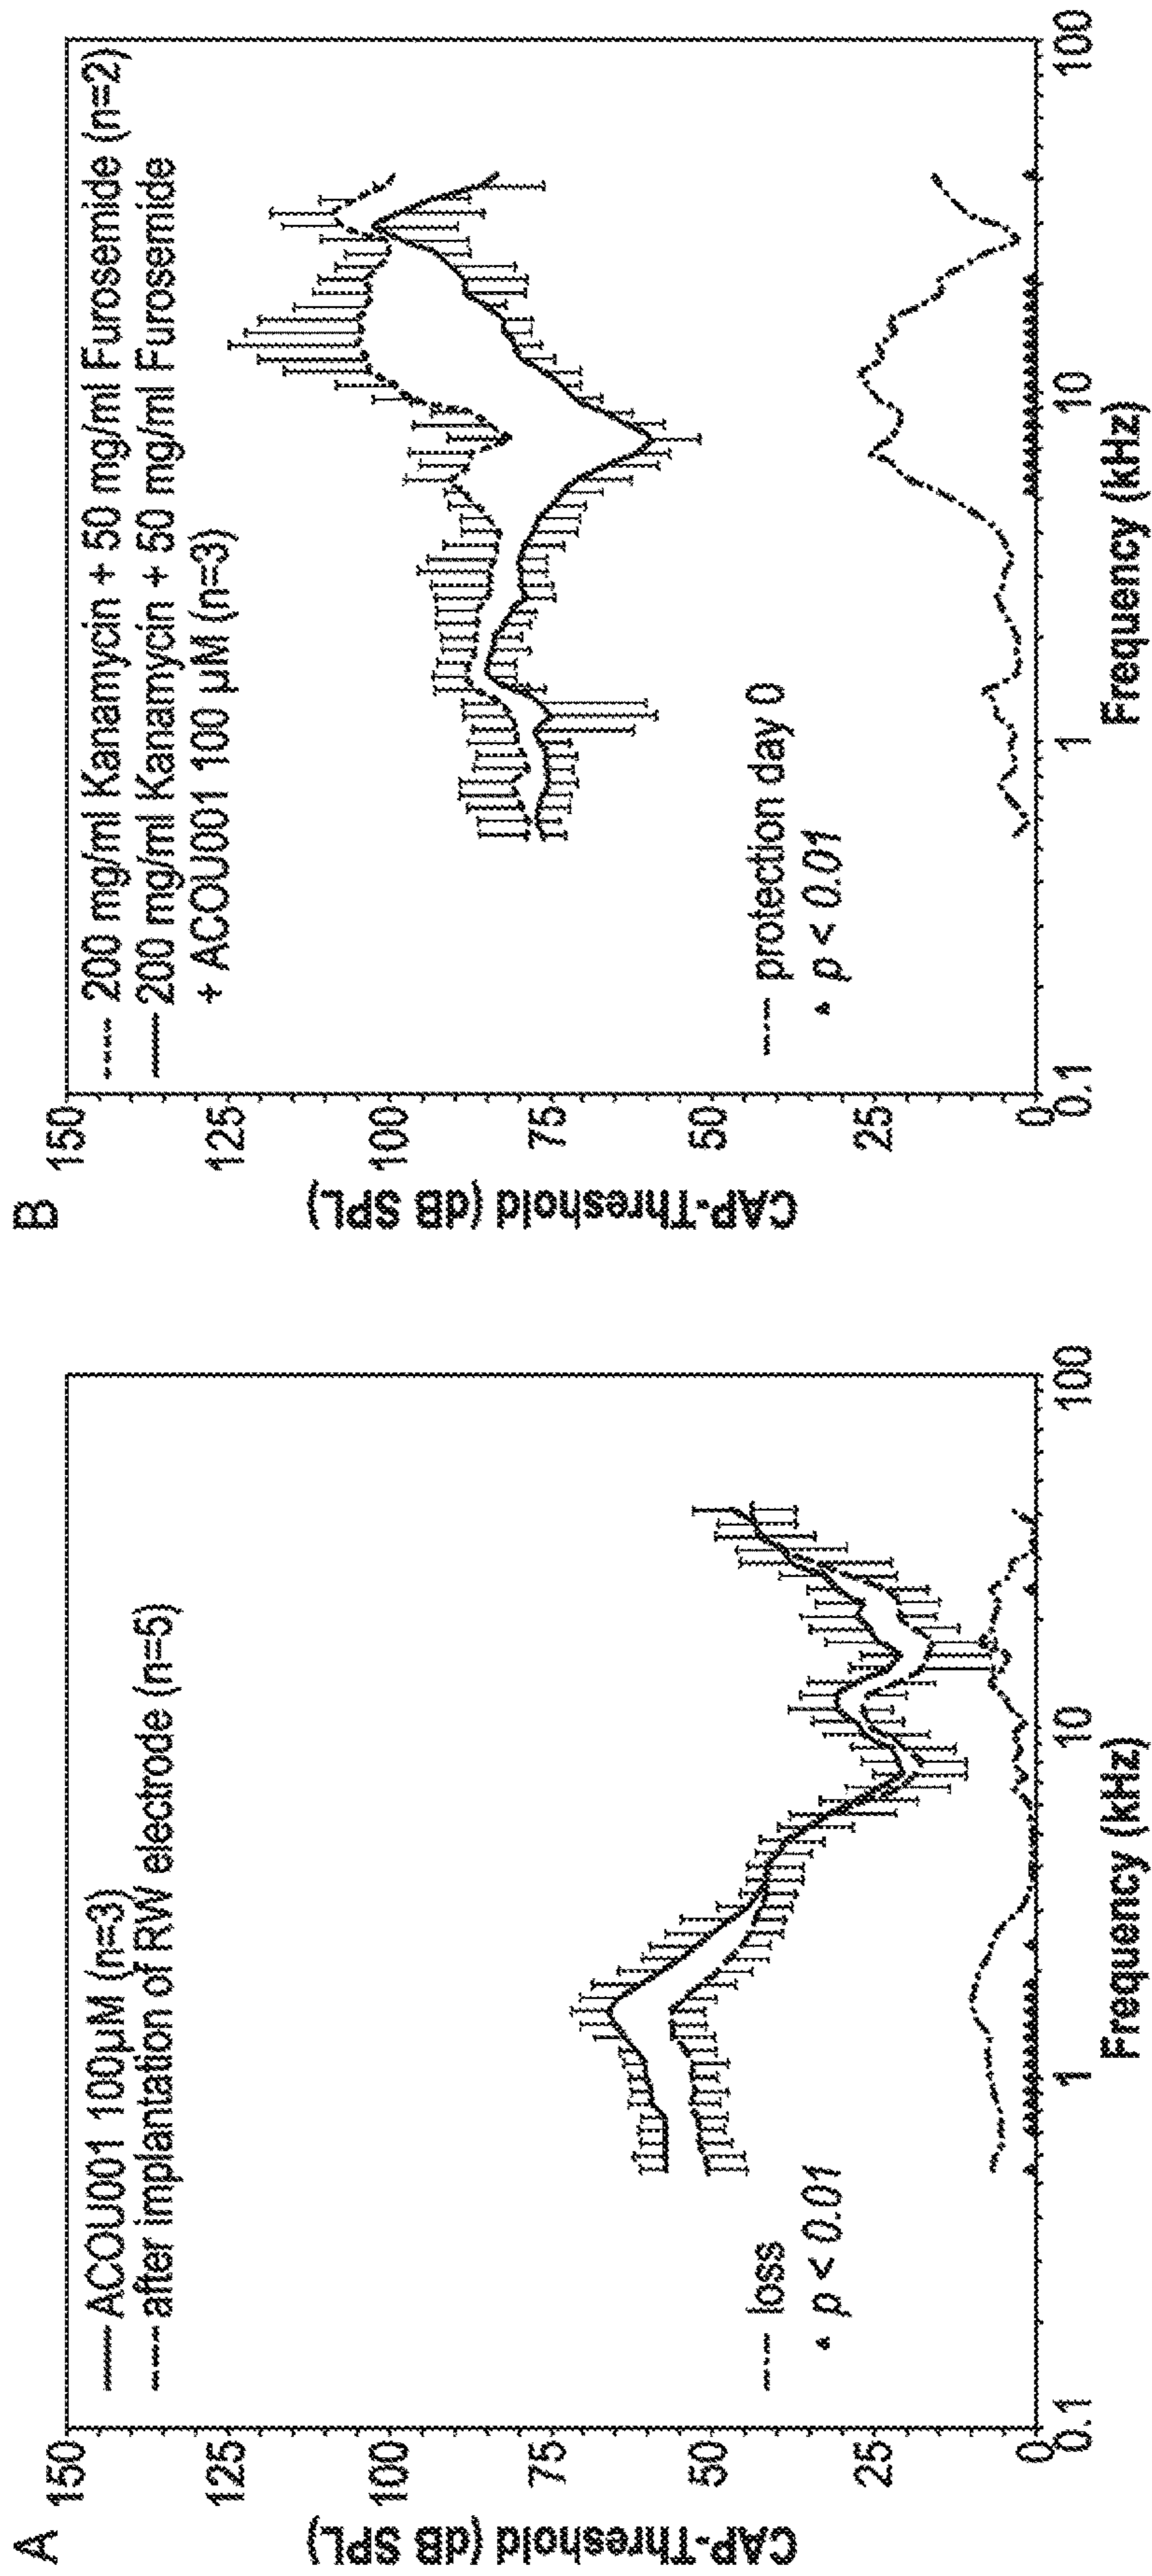 A
150
125
100
75
50
25
0
CAP-Threshold (dB SPL)
ACOU001 100µM (n=3)
after implantation of RW electrode (n=5)
loss
p < 0.01
0.1
1
10
100
Frequency (kHz)
B
150
125
100
75
50
25
0
CAP-Threshold (dB SPL)
200 mg/ml Kanamycin + 50 mg/ml Furosemide (n=2)
200 mg/ml Kanamycin + 50 mg/ml Furosemide
+ ACOU001 100 µM (n=3)
protection day 0
p < 0.01
0.1
1
10
100
Frequency (kHz)